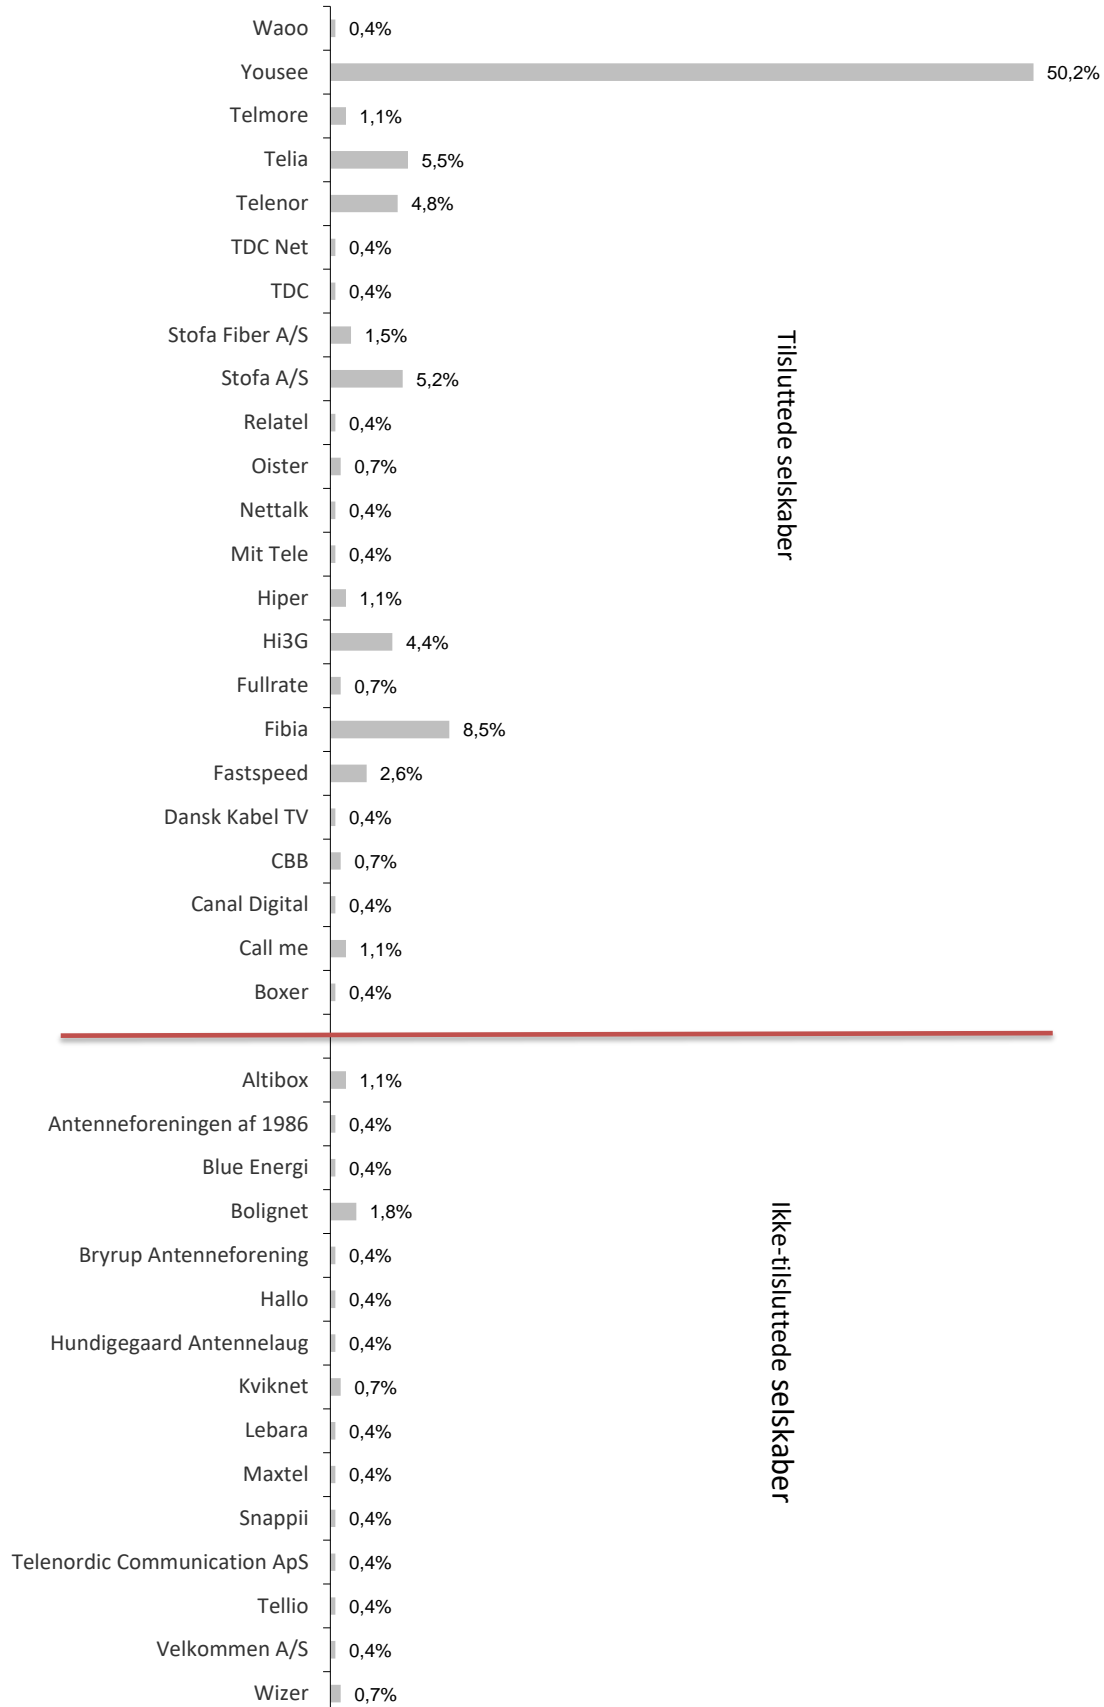 Waoo 0,4%
Yousee 50,2%
Telmore 1,1%
Telia 5,5%
Telenor 4,8%
TDC Net 0,4%
TDC 0,4%
Stofa Fiber A/S 1,5%
Stofa A/S 5,2%
Relatel 0,4%
Oister 0,7%
Nettalk 0,4%
Mit Tele 0,4%
Hiper 1,1%
Hi3G 4,4%
Fullrate 0,7%
Fibia 8,5%
Fastspeed 2,6%
Dansk Kabel TV 0,4%
CBB 0,7%
Canal Digital 0,4%
Call me 1,1%
Boxer 0,4%
Tilsluttede selskaber
Altibox 1,1%
Antenneforeningen af 1986 0,4%
Blue Energi 0,4%
Bolignet 1,8%
Bryrup Antenneforening 0,4%
Hallo 0,4%
Hundigegaard Antennelaug 0,4%
Kviknet 0,7%
Lebara 0,4%
Maxtel 0,4%
Snappii 0,4%
Telenordic Communication ApS 0,4%
Tellio 0,4%
Velkommen A/S 0,4%
Wizer 0,7%
Ikke-tilsluttede selskaber